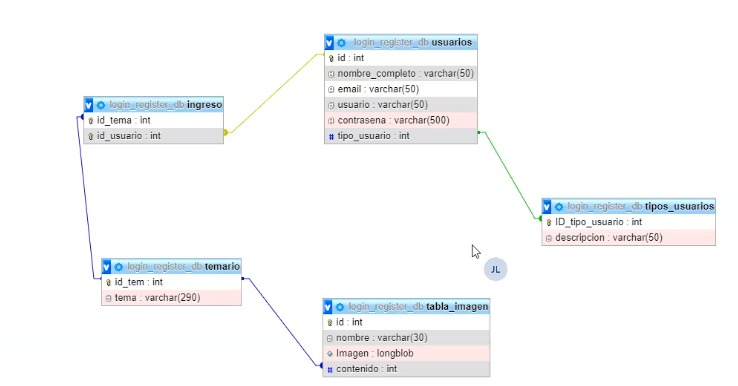 login_register_db usuarios
id : int
nombre_completo : varchar(50)
email : varchar(50)
usuario : varchar(50)
contrasena : varchar(500)
tipo_usuario : int
login_register_db ingreso
id_tema : int
id_usuario : int
login_register_db tipos_usuarios
ID_tipo_usuario : int
descripcion : varchar(50)
login_register_db temario
id_tem : int
tema : varchar(290)
JL
login_register_db tabla_imagen
id : int
nombre : varchar(30)
Imagen : longblob
contenido : int